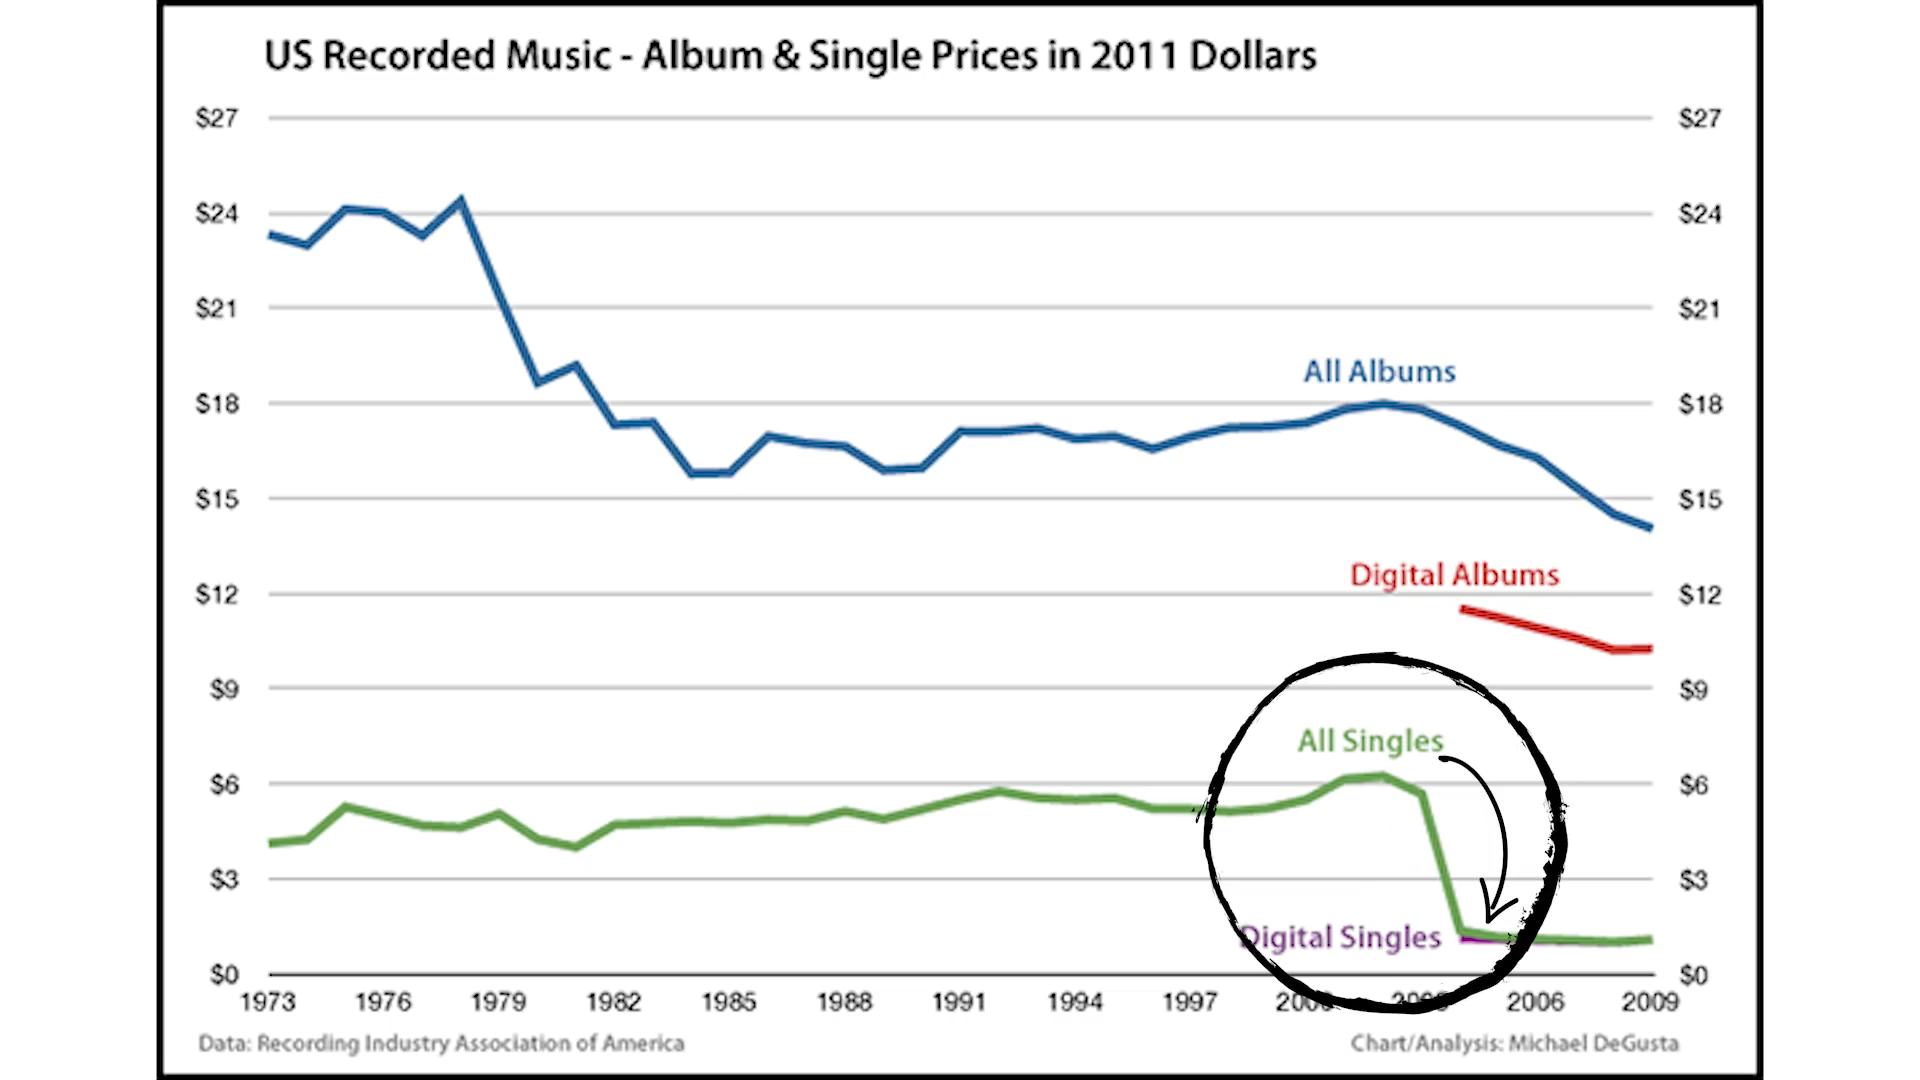 US Recorded Music - Album & Single Prices in 2011 Dollars
$27 $27
$24 $24
$21 $21
All Albums
$18 $18
$15 $15
Digital Albums
$12 $12
$9 $9
All Singles
$6 $6
$3 $3
Digital Singles
$0 $0
1973 1976 1979 1982 1985 1988 1991 1994 1997 2000 2003 2006 2009
Data: Recording Industry Association of America
Chart/Analysis: Michael DeGusta